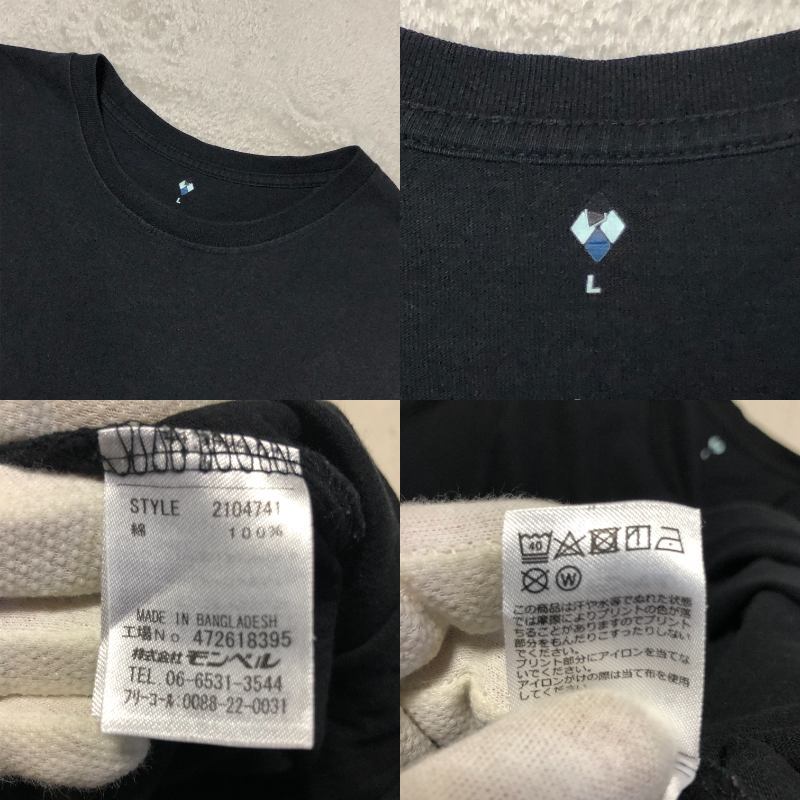 L
L
STYLE 2104741
綿 100%
MADE IN BANGLADESH
工場No 472618395
株式会社 モンベル
TEL 06-6531-3544
フリーコール:0088-22-0031
40
W
この商品は汗や水等でぬれた状態
では摩擦によりプリントの色が落
ちることがありますのでプリント
部分をもんだりこすったりしない
でください。
プリント部分にアイロンを当てな
いでください。
アイロンがけの際は当て布を使用
してください。